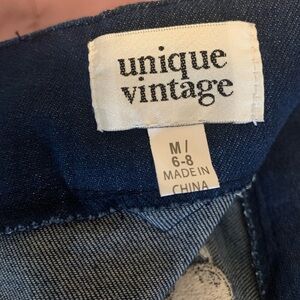 unique
vintage
M/
6-8
MADE IN
CHINA